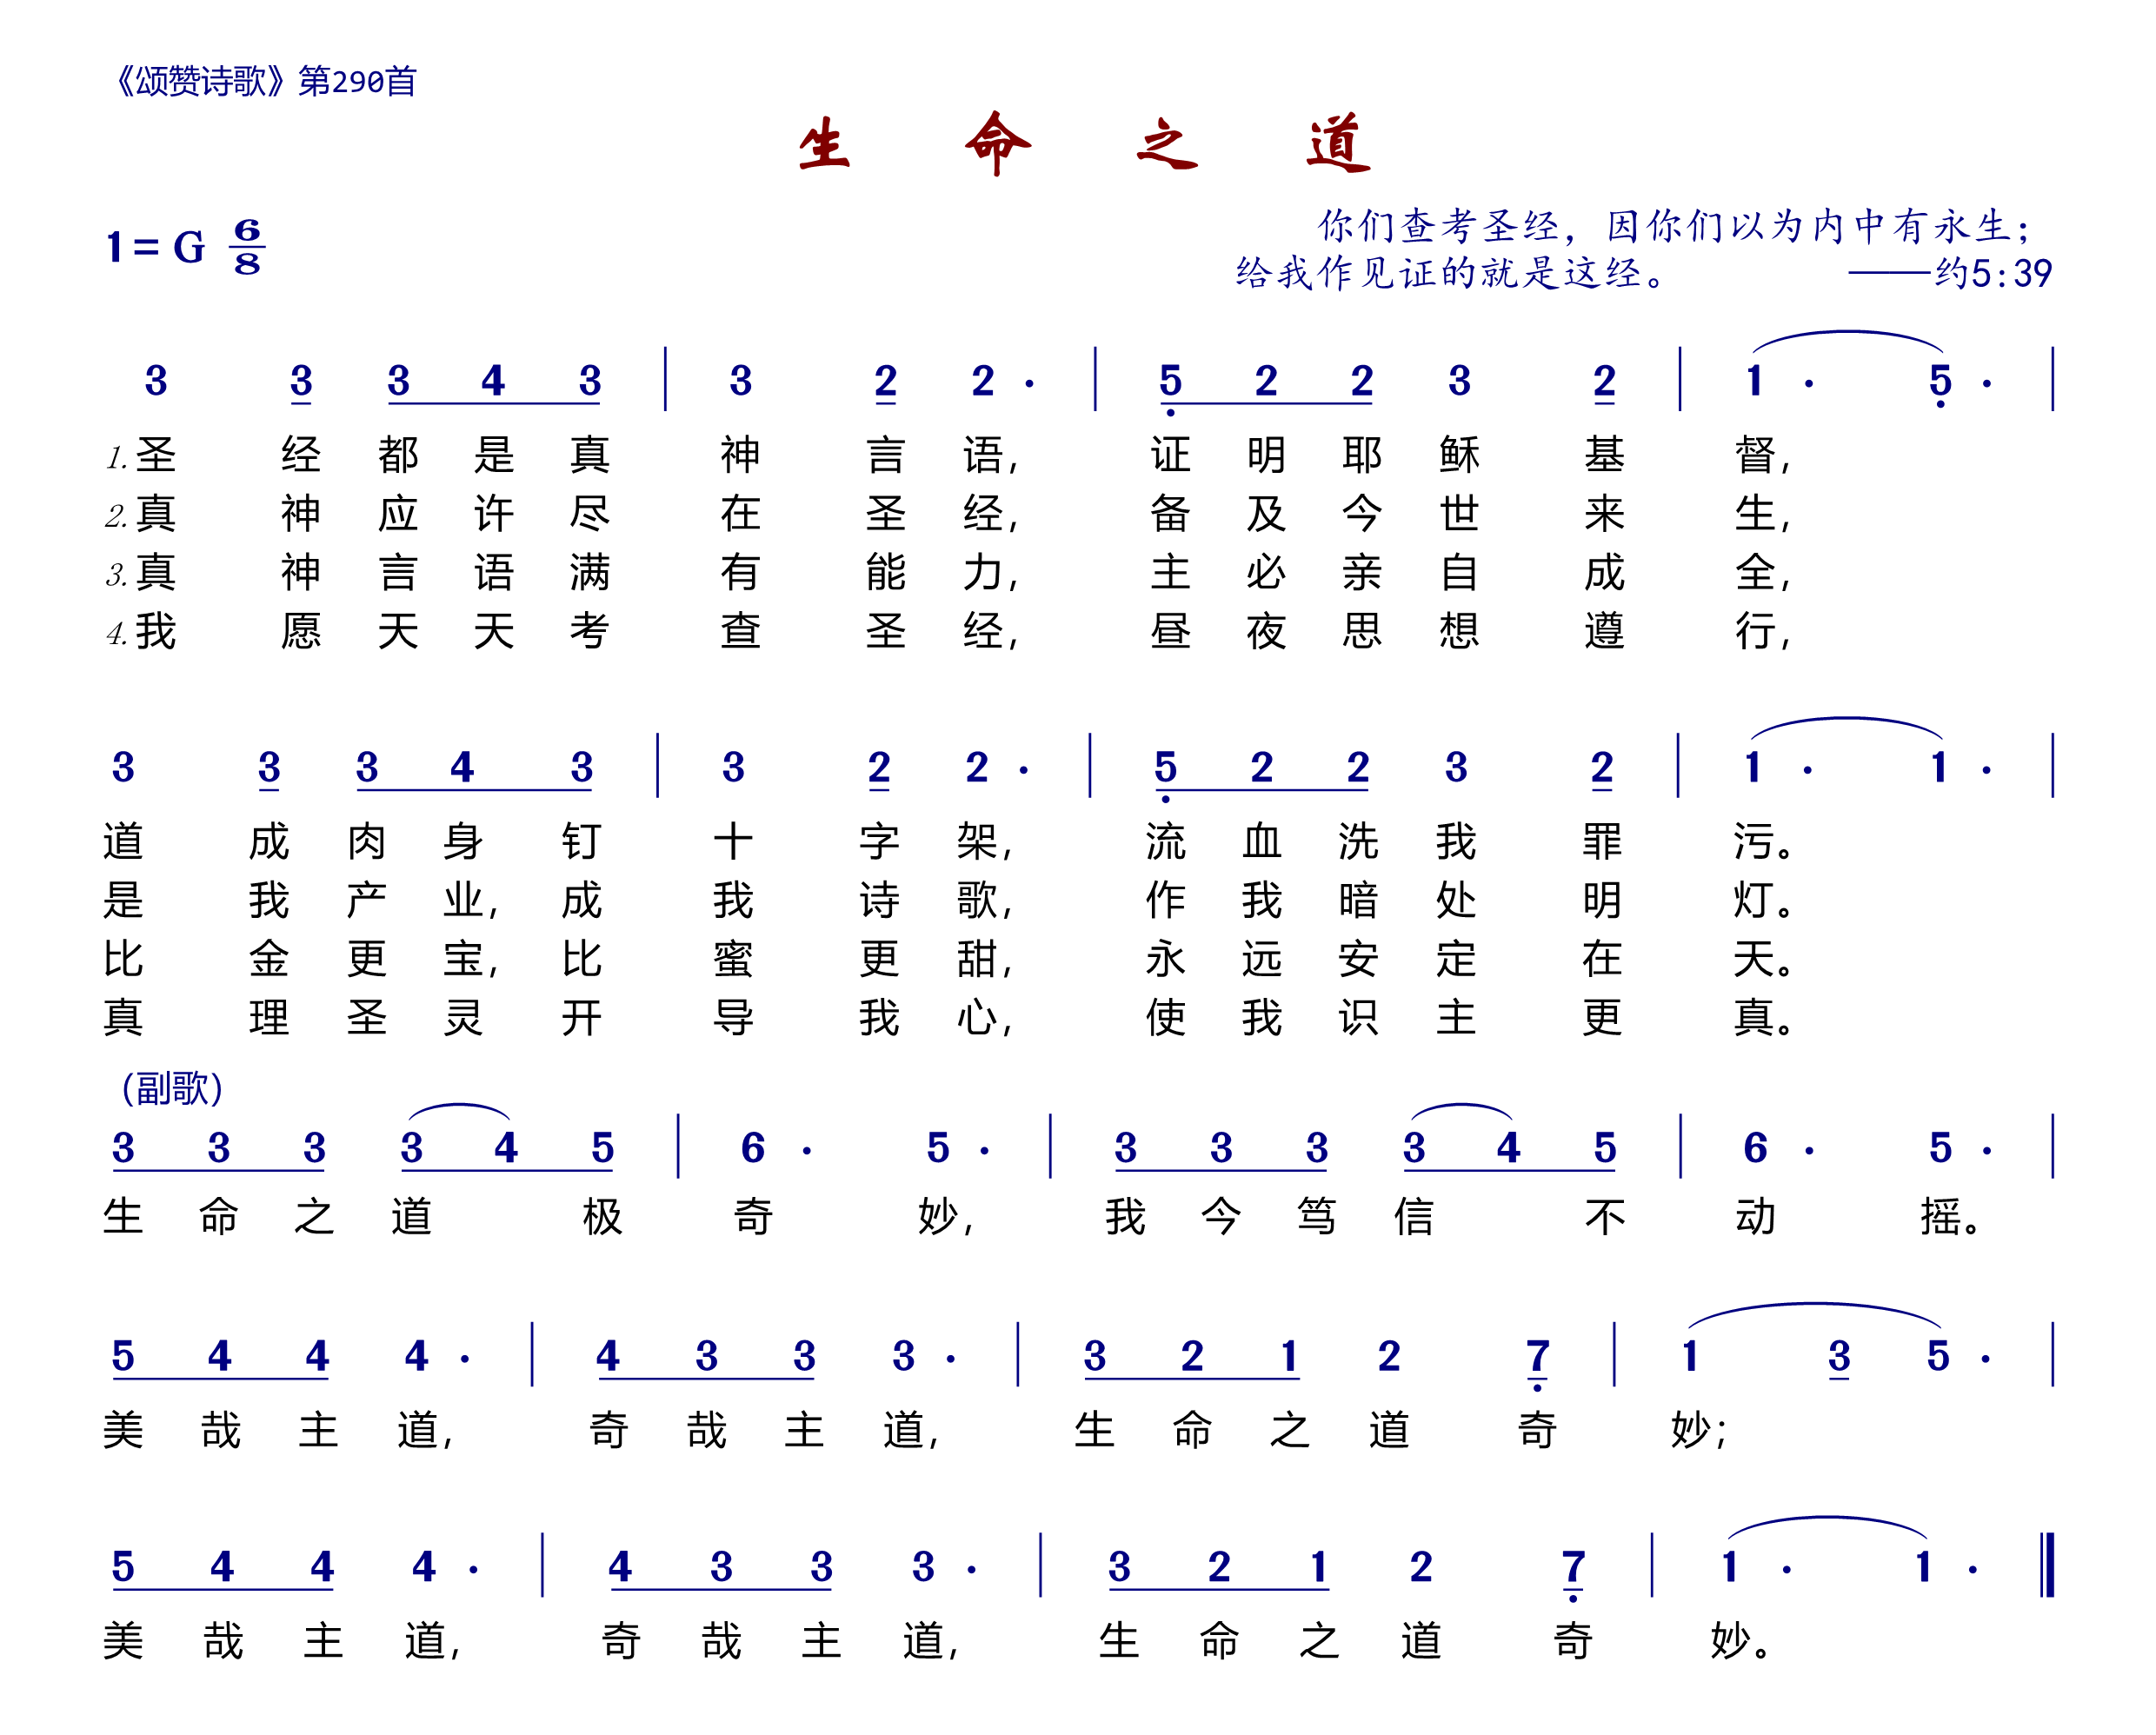 《颂赞诗歌》第290首
生命之道
1=G 6/8
你们查考圣经，因你们以为内中有永生；
给我作见证的就是这经。 ——约5:39
3 3 3 4 3 | 3 2 2 · | 5 2 2 3 2 | 1 · 5 · |
1.圣经都是真神言语，证明耶稣基督，
2.真神应许尽在圣经，备及今世来生，
3.真神言语满有能力，主必亲自成全，
4.我愿天天考查圣经，昼夜思想遵行，
3 3 3 4 3 | 3 2 2 · | 5 2 2 3 2 | 1 · 1 · |
道成肉身钉十字架，流血洗我罪污。
是我产业，成我诗歌，作我暗处明灯。
比金更宝，比蜜更甜，永远安定在天。
真理圣灵开导我心，使我识主更真。
（副歌）
3 3 3 3 4 5 | 6 · 5 · | 3 3 3 3 4 5 | 6 · 5 · |
生命之道极奇妙，我今笃信不动摇。
5 4 4 4 · | 4 3 3 3 · | 3 2 1 2 7 | 1 3 5 · |
美哉主道，奇哉主道，生命之道奇妙；
5 4 4 4 · | 4 3 3 3 · | 3 2 1 2 7 | 1 · 1 · ‖
美哉主道，奇哉主道，生命之道奇妙。